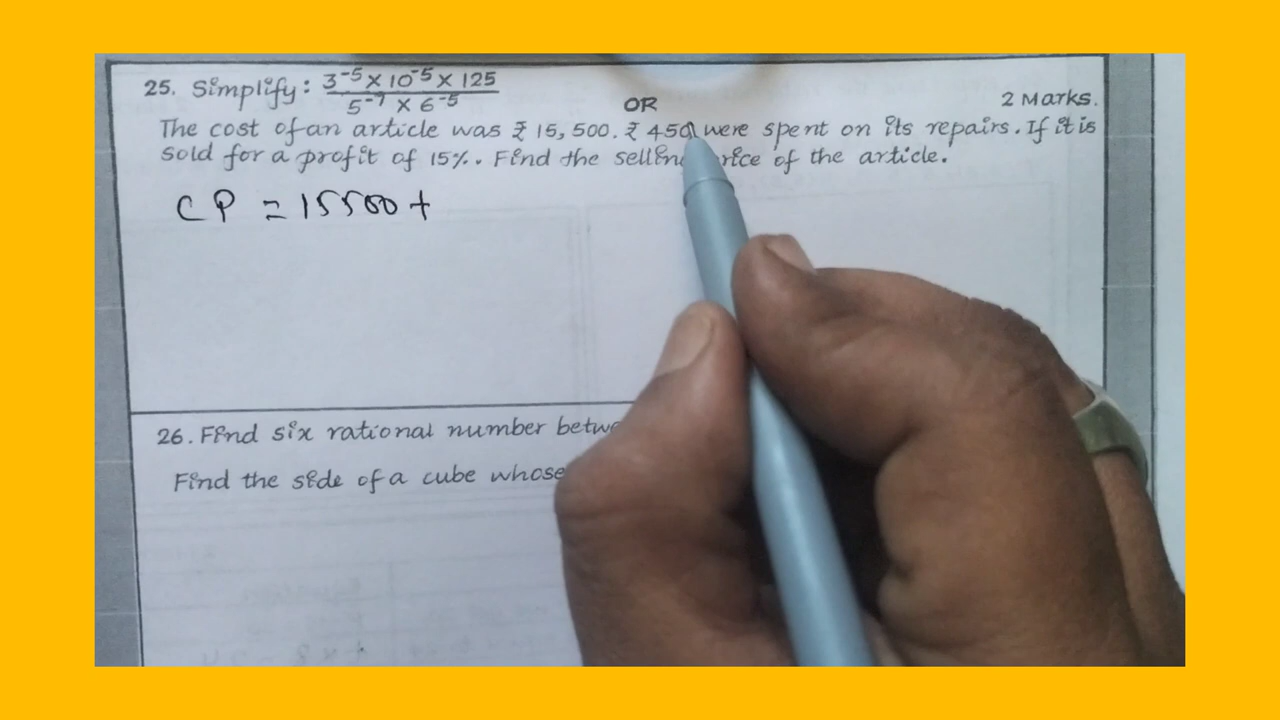 25. Simplify: 3⁻⁵ × 10⁻⁵ × 125 / 5⁻⁷ × 6⁻⁵
OR
2 Marks.
The cost of an article was ₹ 15,500. ₹ 450 were spent on its repairs. If it is
sold for a profit of 15%. Find the selling price of the article.
CP = 15500 +
26. Find six rational number
Find the side of a cube whose